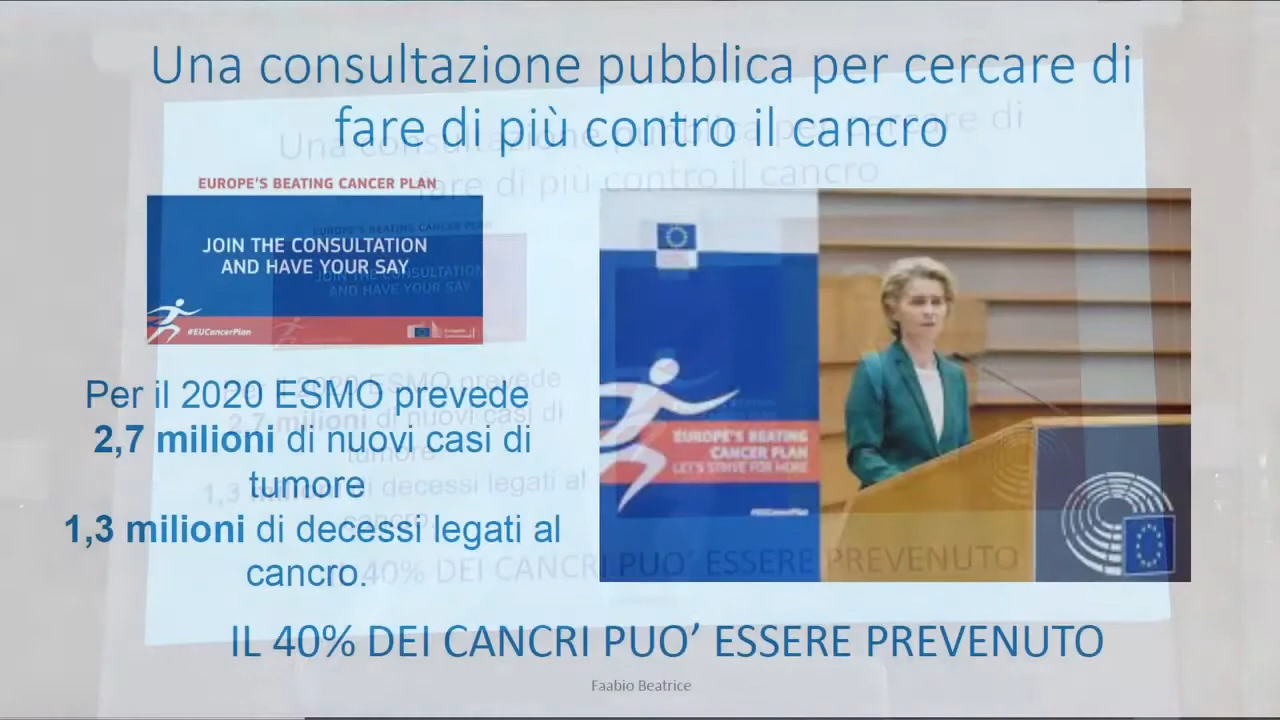 Una consultazione pubblica per cercare di
fare di più contro il cancro
EUROPE'S BEATING CANCER PLAN
JOIN THE CONSULTATION
AND HAVE YOUR SAY
#EUCancerPlan
Per il 2020 ESMO prevede
2,7 milioni di nuovi casi di
tumore
1,3 milioni di decessi legati al
cancro.
EUROPE'S BEATING
CANCER PLAN
LET'S STRIVE FOR MORE
#EUCancerPlan
IL 40% DEI CANCRI PUO' ESSERE PREVENUTO
Faabio Beatrice